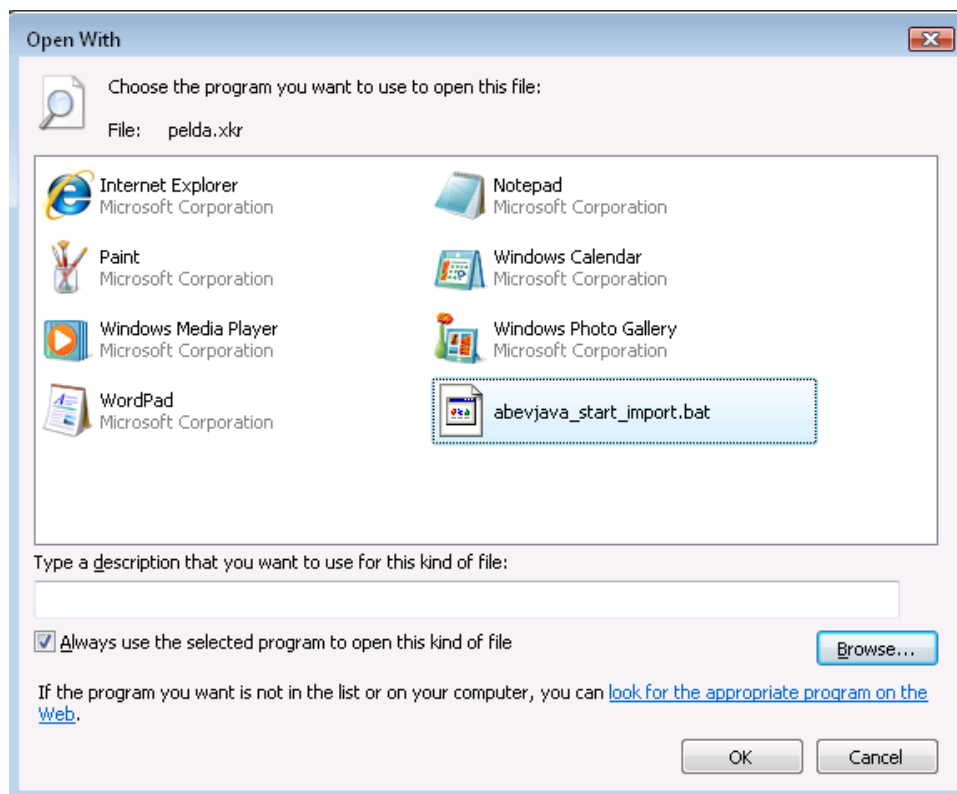 Open With
Choose the program you want to use to open this file:
File: pelda.xkr
Internet Explorer
Microsoft Corporation
Notepad
Microsoft Corporation
Paint
Microsoft Corporation
Windows Calendar
Microsoft Corporation
Windows Media Player
Microsoft Corporation
Windows Photo Gallery
Microsoft Corporation
WordPad
Microsoft Corporation
abevjava_start_import.bat
Type a description that you want to use for this kind of file:
Always use the selected program to open this kind of file
Browse...
If the program you want is not in the list or on your computer, you can look for the appropriate program on the
Web.
OK
Cancel